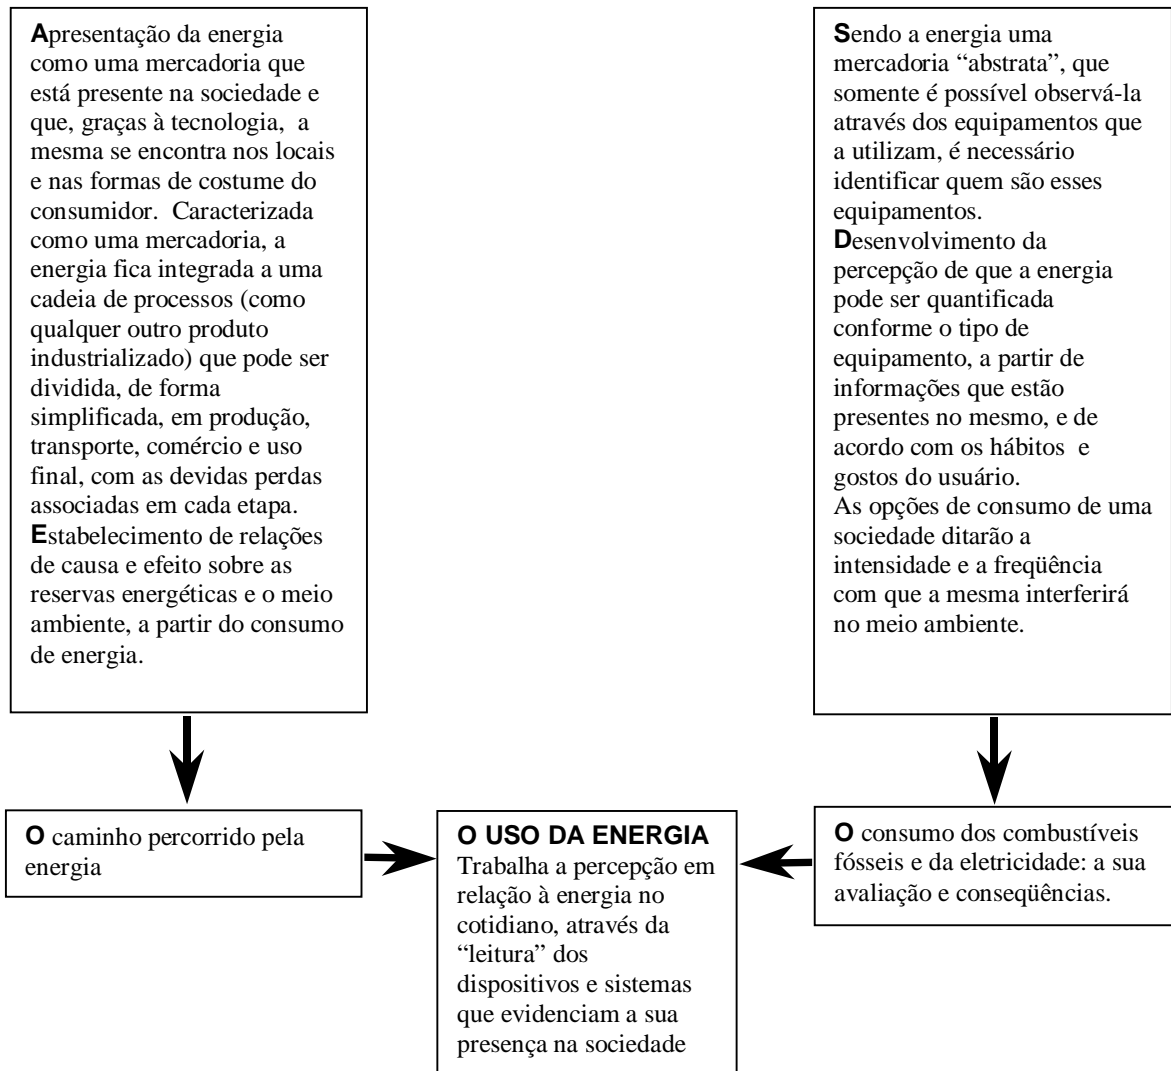 Apresentação da energia
como uma mercadoria que
está presente na sociedade e
que, graças à tecnologia, a
mesma se encontra nos locais
e nas formas de costume do
consumidor. Caracterizada
como uma mercadoria, a
energia fica integrada a uma
cadeia de processos (como
qualquer outro produto
industrializado) que pode ser
dividida, de forma
simplificada, em produção,
transporte, comércio e uso
final, com as devidas perdas
associadas em cada etapa.
Estabelecimento de relações
de causa e efeito sobre as
reservas energéticas e o meio
ambiente, a partir do consumo
de energia.
Sendo a energia uma
mercadoria “abstrata”, que
somente é possível observá-la
através dos equipamentos que
a utilizam, é necessário
identificar quem são esses
equipamentos.
Desenvolvimento da
percepção de que a energia
pode ser quantificada
conforme o tipo de
equipamento, a partir de
informações que estão
presentes no mesmo, e de
acordo com os hábitos e
gostos do usuário.
As opções de consumo de uma
sociedade ditarão a
intensidade e a freqüência
com que a mesma interferirá
no meio ambiente.
O caminho percorrido pela
energia
O USO DA ENERGIA
Trabalha a percepção em
relação à energia no
cotidiano, através da
“leitura” dos
dispositivos e sistemas
que evidenciam a sua
presença na sociedade
O consumo dos combustíveis
fósseis e da eletricidade: a sua
avaliação e conseqüências.